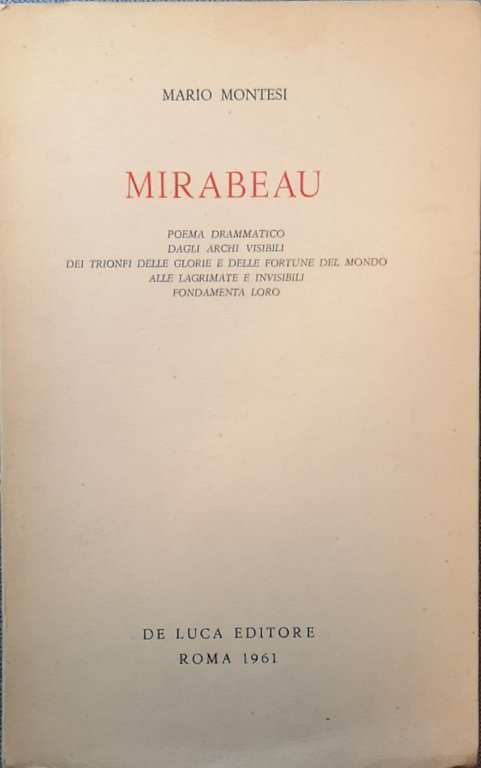 MARIO MONTESI
MIRABEAU
POEMA DRAMMATICO
DAGLI ARCHI VISIBILI
DEI TRIONFI DELLE GLORIE E DELLE FORTUNE DEL MONDO
ALLE LAGRIMATE E INVISIBILI
FONDAMENTA LORO
DE LUCA EDITORE
ROMA 1961